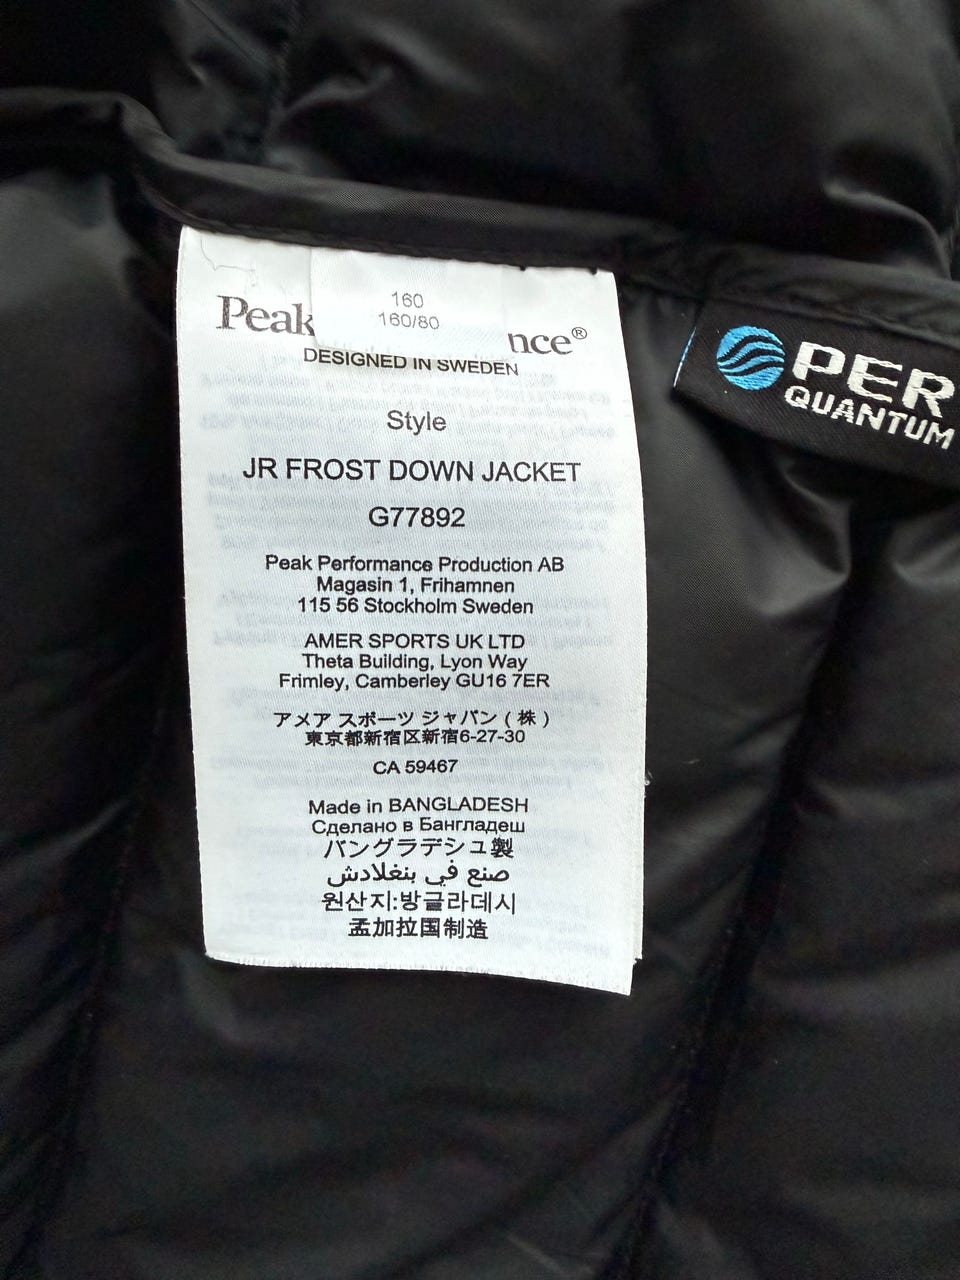 160
160/80
Peak nce®
DESIGNED IN SWEDEN
Style
JR FROST DOWN JACKET
G77892
Peak Performance Production AB
Magasin 1, Frihamnen
115 56 Stockholm Sweden
AMER SPORTS UK LTD
Theta Building, Lyon Way
Frimley, Camberley GU16 7ER
アメア スポーツ ジャパン ( 株 )
東京都新宿区新宿6-27-30
CA 59467
Made in BANGLADESH
Сделано в Бангладеш
バングラデシュ製
صنع في بنغلادش
원산지:방글라데시
孟加拉国制造
PER
QUANTUM